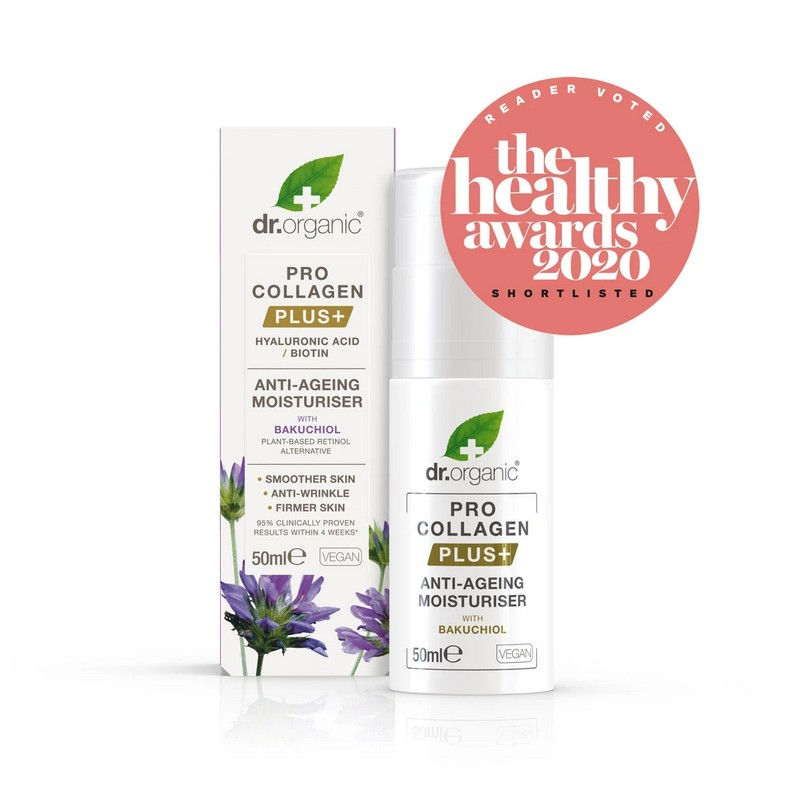 dr.organic®
PRO
COLLAGEN
PLUS+
HYALURONIC ACID
/ BIOTIN
ANTI-AGEING
MOISTURISER
WITH
BAKUCHIOL
PLANT-BASED RETINOL
ALTERNATIVE
• SMOOTHER SKIN
• ANTI-WRINKLE
• FIRMER SKIN
95% CLINICALLY PROVEN
RESULTS WITHIN 4 WEEKS*
50ml℮ VEGAN
READER VOTED
the
healthy
awards
2020
SHORTLISTED
dr.organic®
PRO
COLLAGEN
PLUS+
ANTI-AGEING
MOISTURISER
WITH
BAKUCHIOL
50ml℮ VEGAN